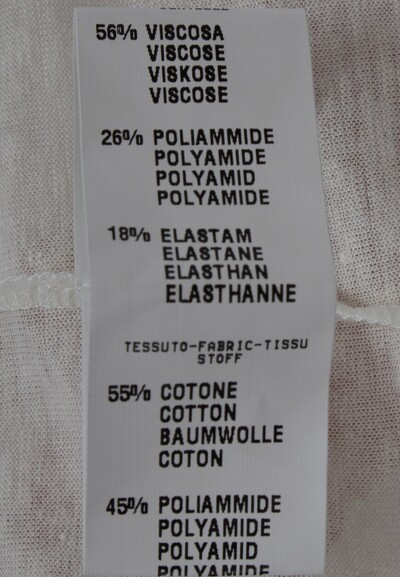 56% VISCOSA
VISCOSE
VISKOSE
VISCOSE
26% POLIAMMIDE
POLYAMIDE
POLYAMID
POLYAMIDE
18% ELASTAM
ELASTANE
ELASTHAN
ELASTHANNE
TESSUTO-FABRIC-TISSU
STOFF
55% COTONE
COTTON
BAUMWOLLE
COTON
45% POLIAMMIDE
POLYAMIDE
POLYAMID
POLYAMIDE